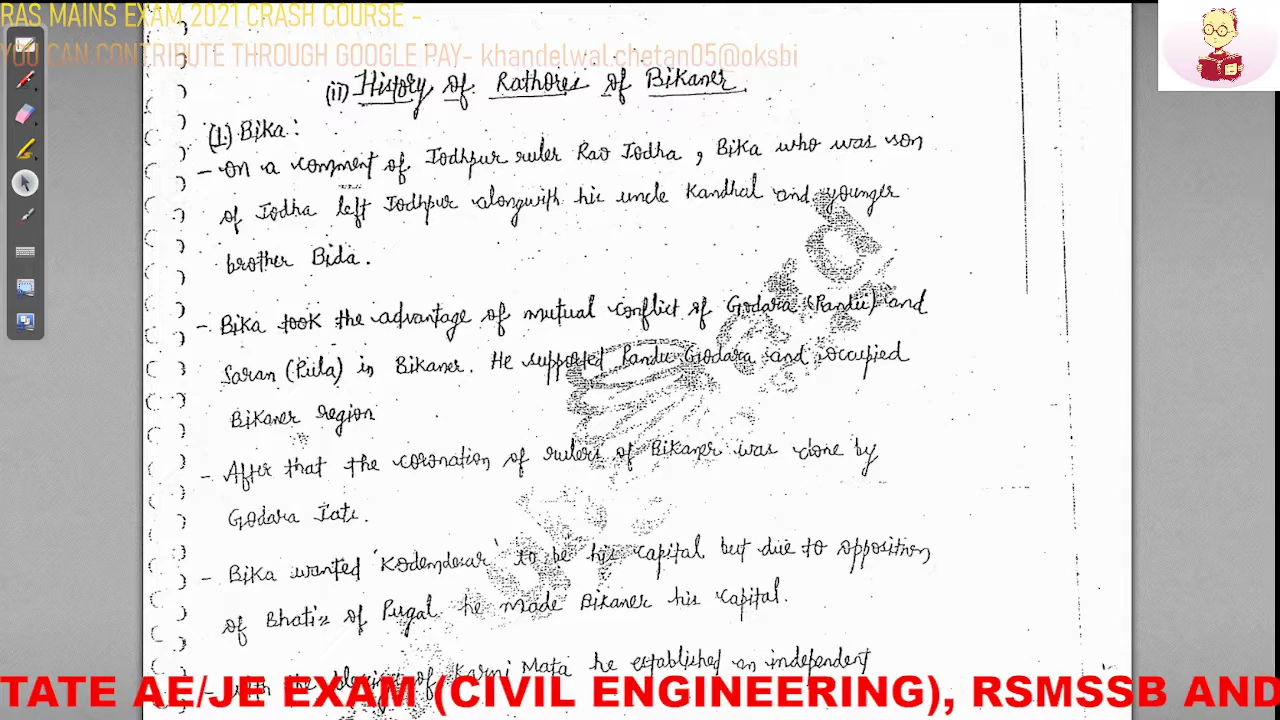 RAS MAINS EXAM 2021 CRASH COURSE -
YOU CAN CONTRIBUTE THROUGH GOOGLE PAY- khandelwal.chetan05@oksbi
(ii) History of Rathores of Bikaner
(1) Bika:
- On a comment of Jodhpur ruler Rao Jodha, Bika who was son
of Jodha left Jodhpur alongwith his uncle Kandhal and younger
brother Bida.
- Bika took the advantage of mutual conflict of Godara (Pandu) and
Saran (Pula) in Bikaner. He supported Pandu Godara and occupied
Bikaner region
- After that the coronation of rulers of Bikaner was done by
Godara Jats.
- Bika wanted 'Kodemdesar' to be his capital but due to opposition
of Bhatis of Pugal he made Bikaner his capital.
- With the of Karni Mata he established an independent
TATE AE/JE EXAM (CIVIL ENGINEERING), RSMSSB AND